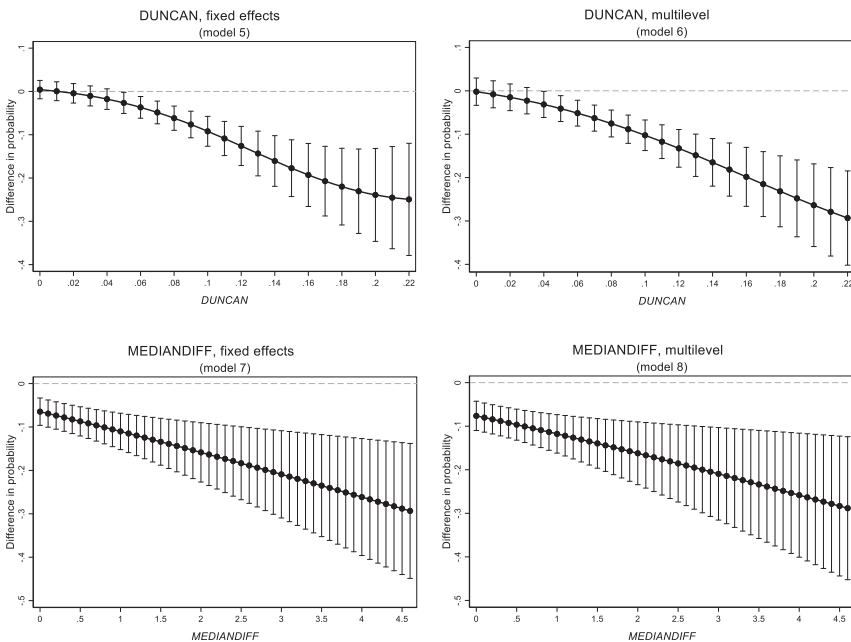 DUNCAN, fixed effects
(model 5)
.1
0
-.1
-.2
-.3
-.4
Difference in probability
0 .02 .04 .06 .08 .1 .12 .14 .16 .18 .2 .22
DUNCAN
DUNCAN, multilevel
(model 6)
.1
0
-.1
-.2
-.3
-.4
Difference in probability
0 .02 .04 .06 .08 .1 .12 .14 .16 .18 .2 .22
DUNCAN
MEDIANDIFF, fixed effects
(model 7)
0
-.1
-.2
-.3
-.4
-.5
Difference in probability
0 .5 1 1.5 2 2.5 3 3.5 4 4.5
MEDIANDIFF
MEDIANDIFF, multilevel
(model 8)
0
-.1
-.2
-.3
-.4
-.5
Difference in probability
0 .5 1 1.5 2 2.5 3 3.5 4 4.5
MEDIANDIFF